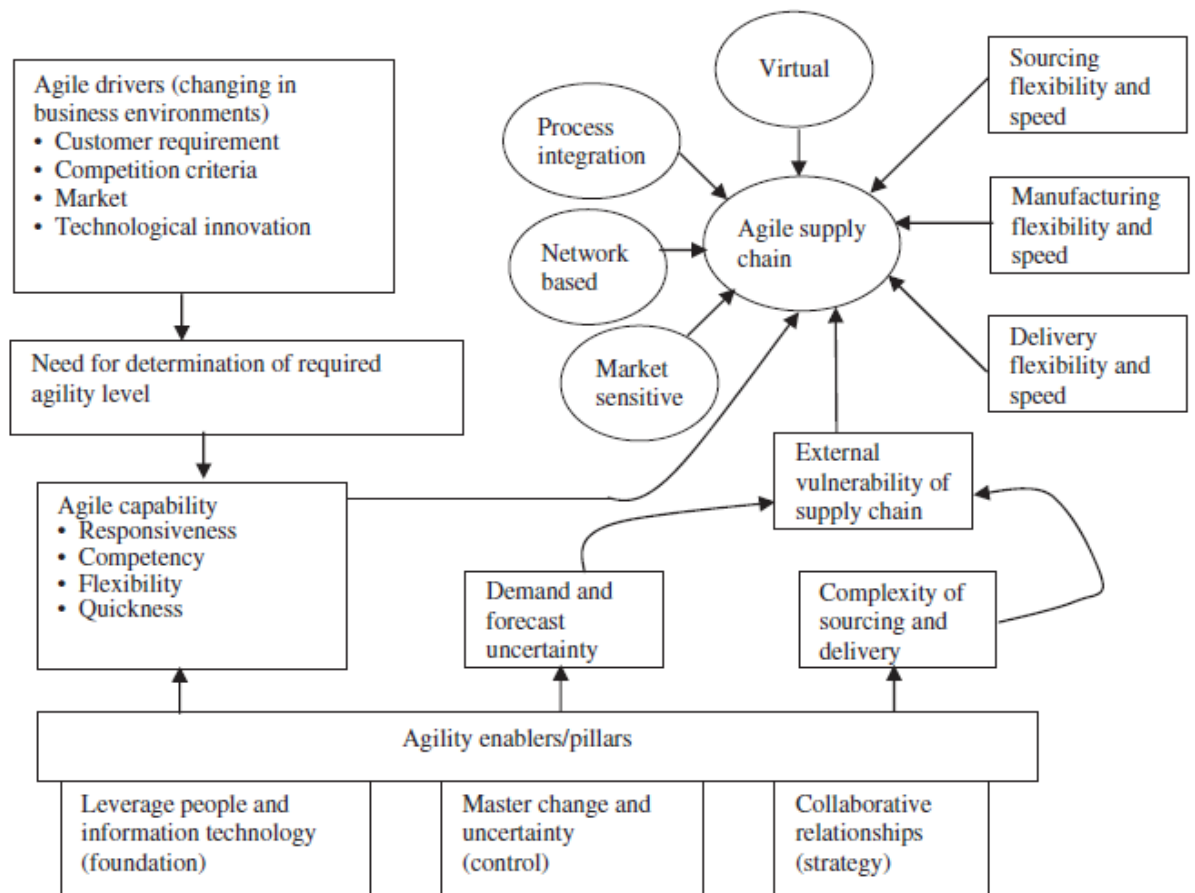 Agile drivers (changing in
business environments)
• Customer requirement
• Competition criteria
• Market
• Technological innovation
Need for determination of required
agility level
Agile capability
• Responsiveness
• Competency
• Flexibility
• Quickness
Virtual
Process
integration
Network
based
Market
sensitive
Agile supply
chain
Sourcing
flexibility and
speed
Manufacturing
flexibility and
speed
Delivery
flexibility and
speed
External
vulnerability of
supply chain
Demand and
forecast
uncertainty
Complexity of
sourcing and
delivery
Agility enablers/pillars
Leverage people and
information technology
(foundation)
Master change and
uncertainty
(control)
Collaborative
relationships
(strategy)